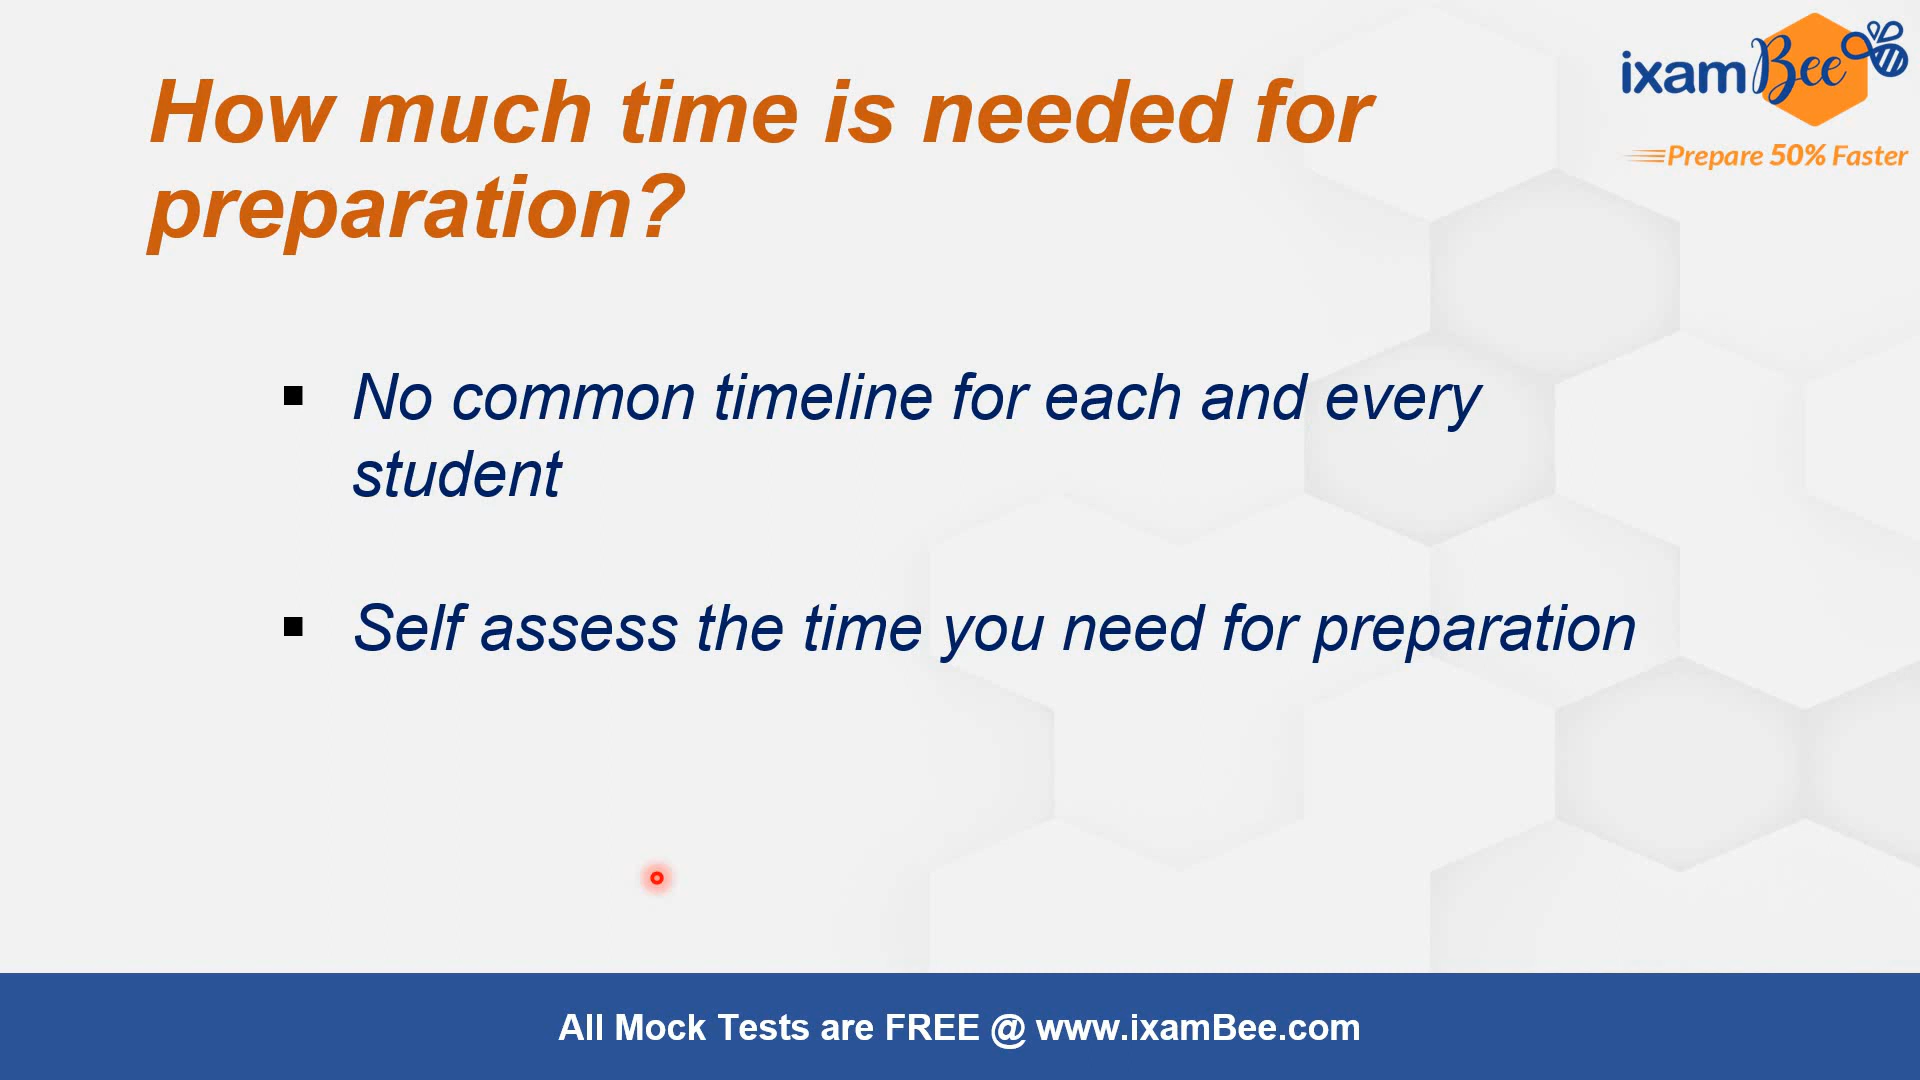 ixamBee
Prepare 50% Faster
How much time is needed for
preparation?
▪ No common timeline for each and every
student
▪ Self assess the time you need for preparation
All Mock Tests are FREE @ www.ixamBee.com